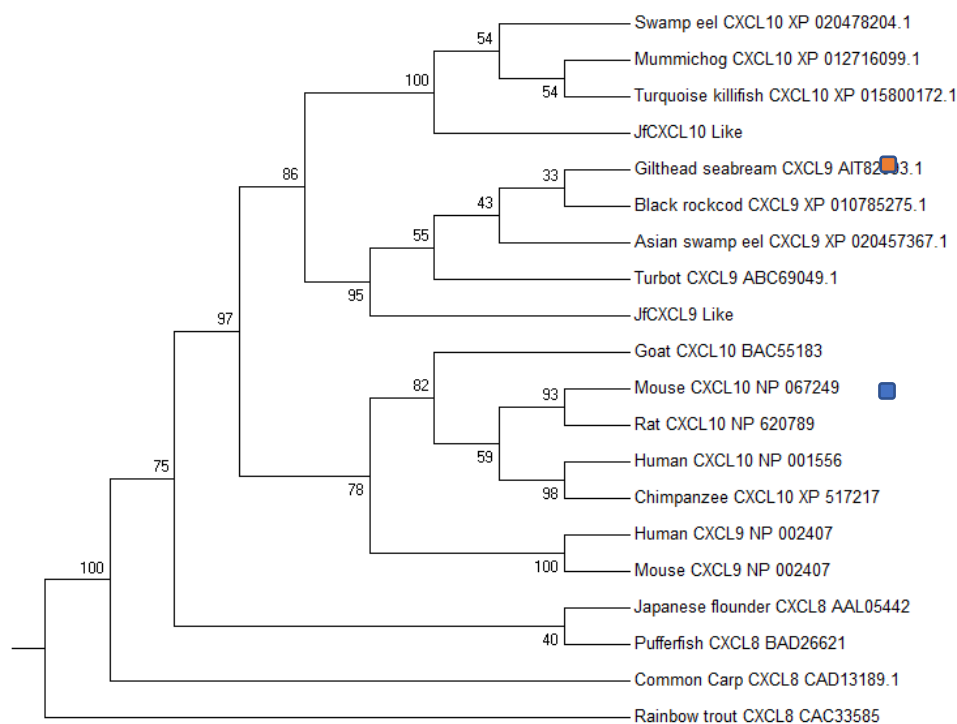 Swamp eel CXCL10 XP 020478204.1
54
Mummichog CXCL10 XP 012716099.1
100
54
Turquoise killifish CXCL10 XP 015800172.1
JfCXCL10 Like
Gilthead seabream CXCL9
86
33
43
Black rockcod CXCL9 XP 010785275.1
Asian swamp eel CXCL9 XP 020457367.1
55
Turbot CXCL9 ABC69049.1
95
JfCXCL9 Like
97
Goat CXCL10 BAC55183
82
Mouse CXCL10 NP 067249
93
Rat CXCL10 NP 620789
59
Human CXCL10 NP 001556
75
78
98
Chimpanzee CXCL10 XP 517217
Human CXCL9 NP 002407
100
100
Mouse CXCL9 NP 002407
Japanese flounder CXCL8 AAL05442
40
Pufferfish CXCL8 BAD26621
Common Carp CXCL8 CAD13189.1
Rainbow trout CXCL8 CAC33585